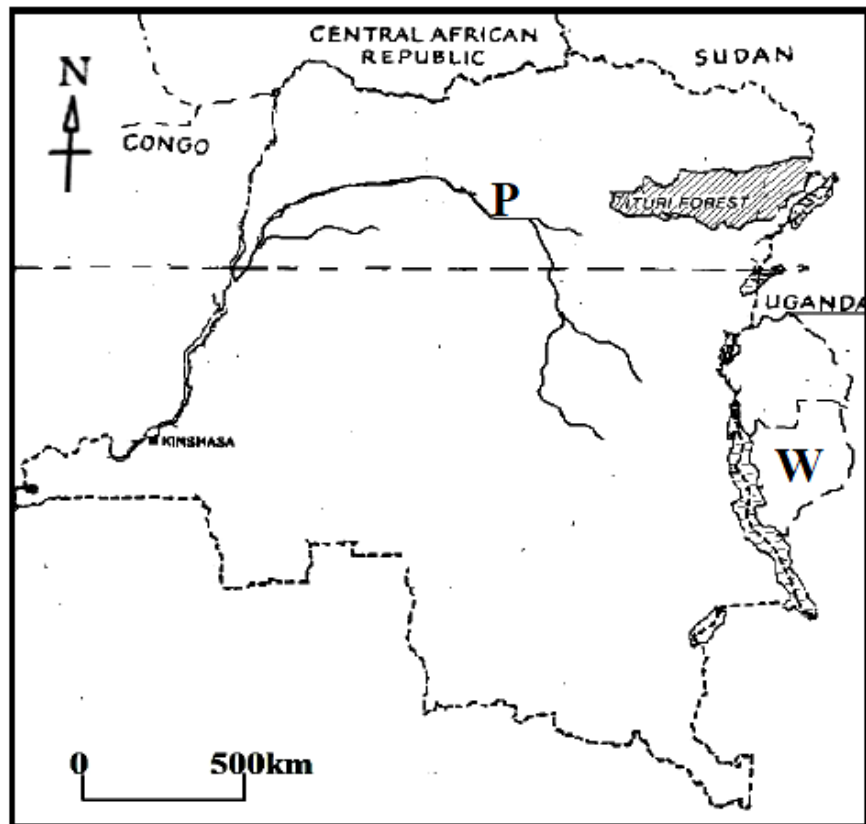 CENTRAL AFRICAN
REPUBLIC
SUDAN
N
CONGO
P
ITURI FOREST
UGANDA
KINSHASA
W
0 500km